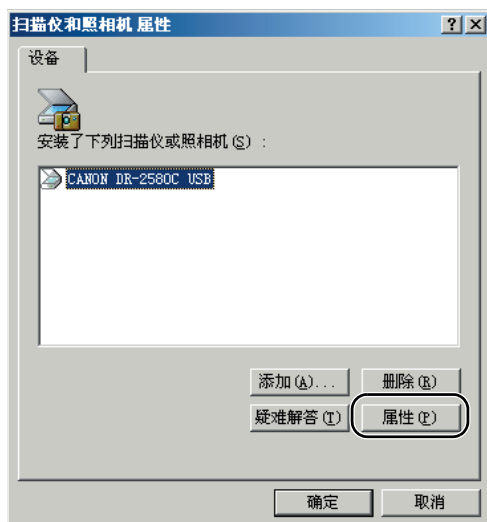 扫描仪和照相机 属性
设备
安装了下列扫描仪或照相机(S):
CANON DR-2580C USB
添加(A)... 删除(R)
疑难解答(T) 属性(P)
确定 取消